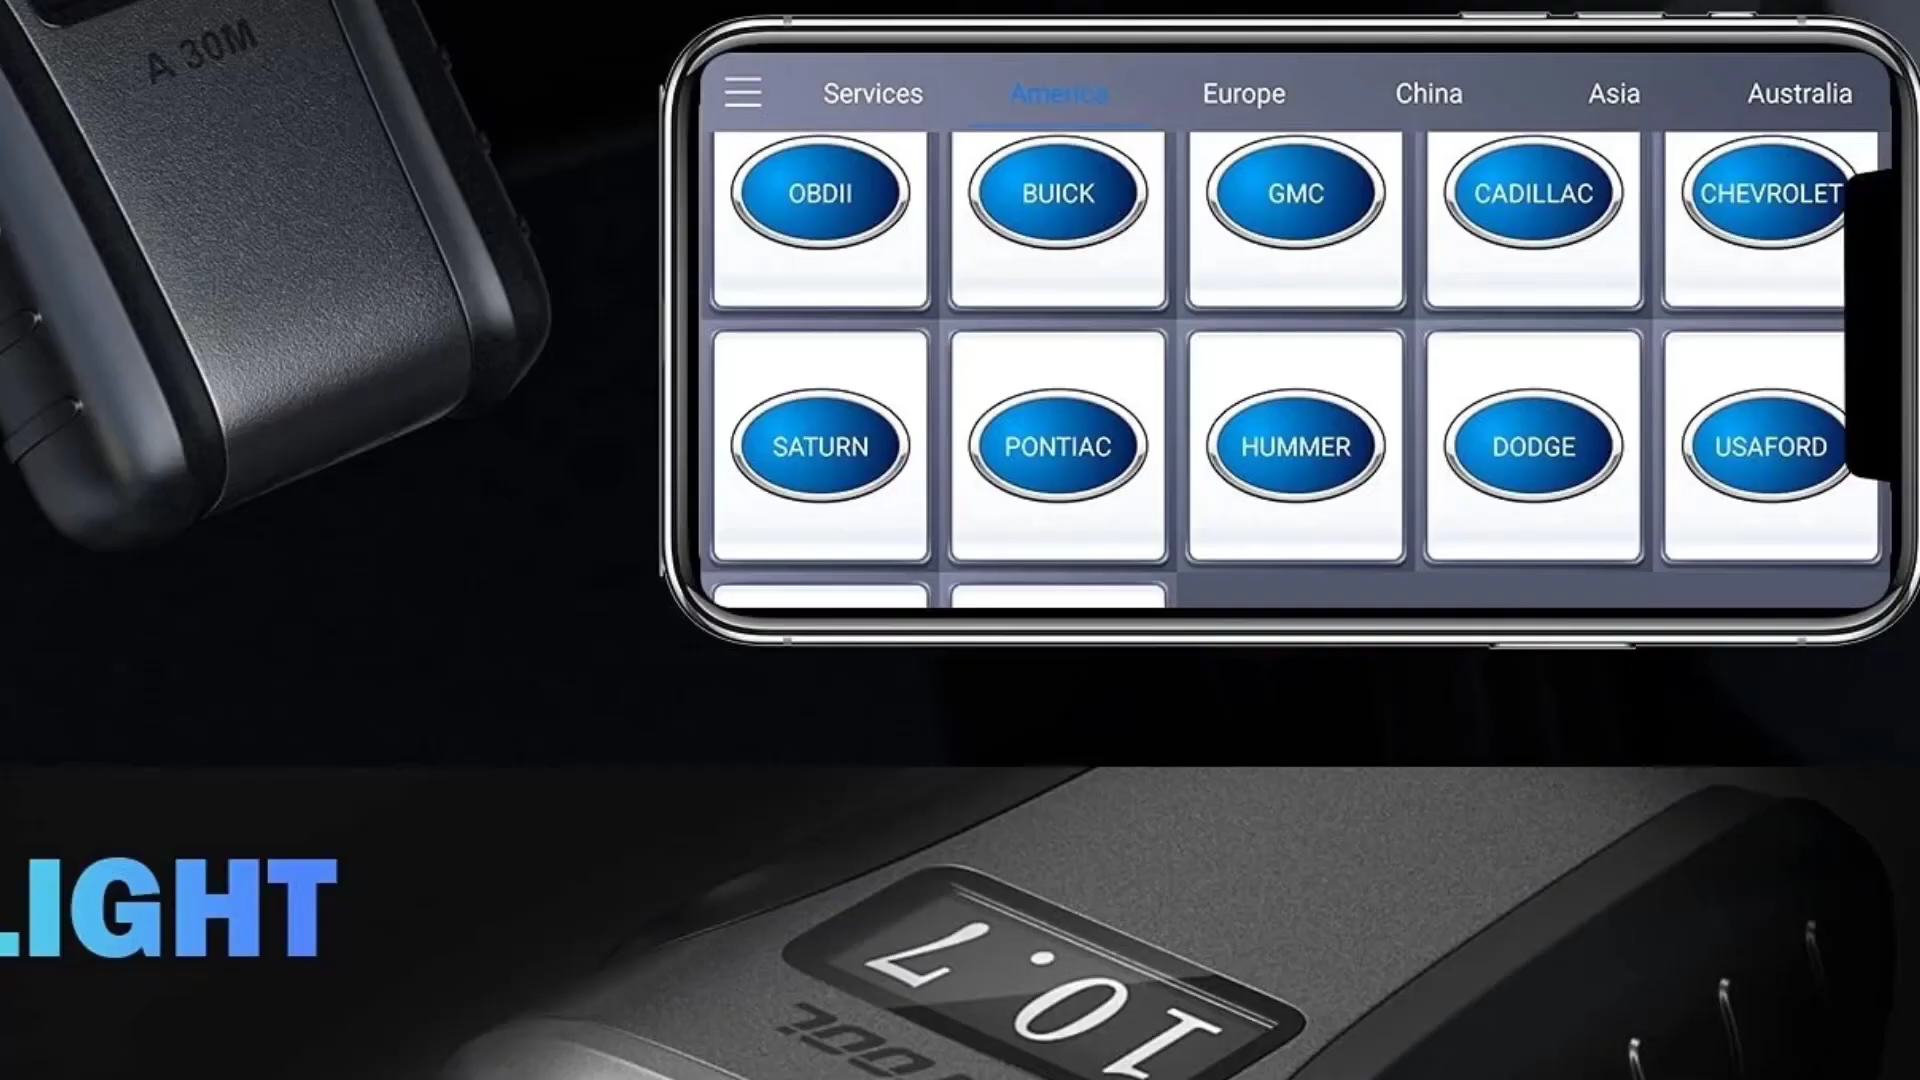 A 30M
Services America Europe China Asia Australia
OBDII BUICK GMC CADILLAC CHEVROLET
SATURN PONTIAC HUMMER DODGE USAFORD
LIGHT
10.7